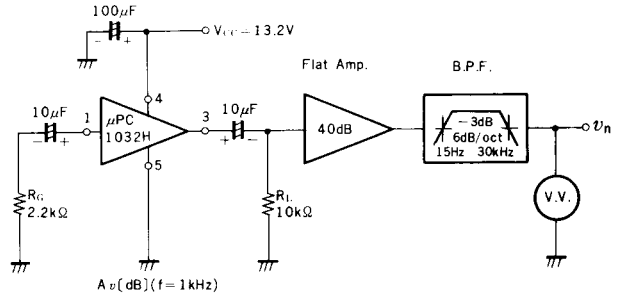 100μF
- +
Vcc=13.2V
Flat Amp.
B.P.F.
4
10μF
- +
1
μPC
1032H
3
10μF
+ -
40dB
-3dB
6dB/oct
15Hz 30kHz
vn
5
RG
2.2kΩ
RL
10kΩ
V.V.
Av[dB](f=1kHz)